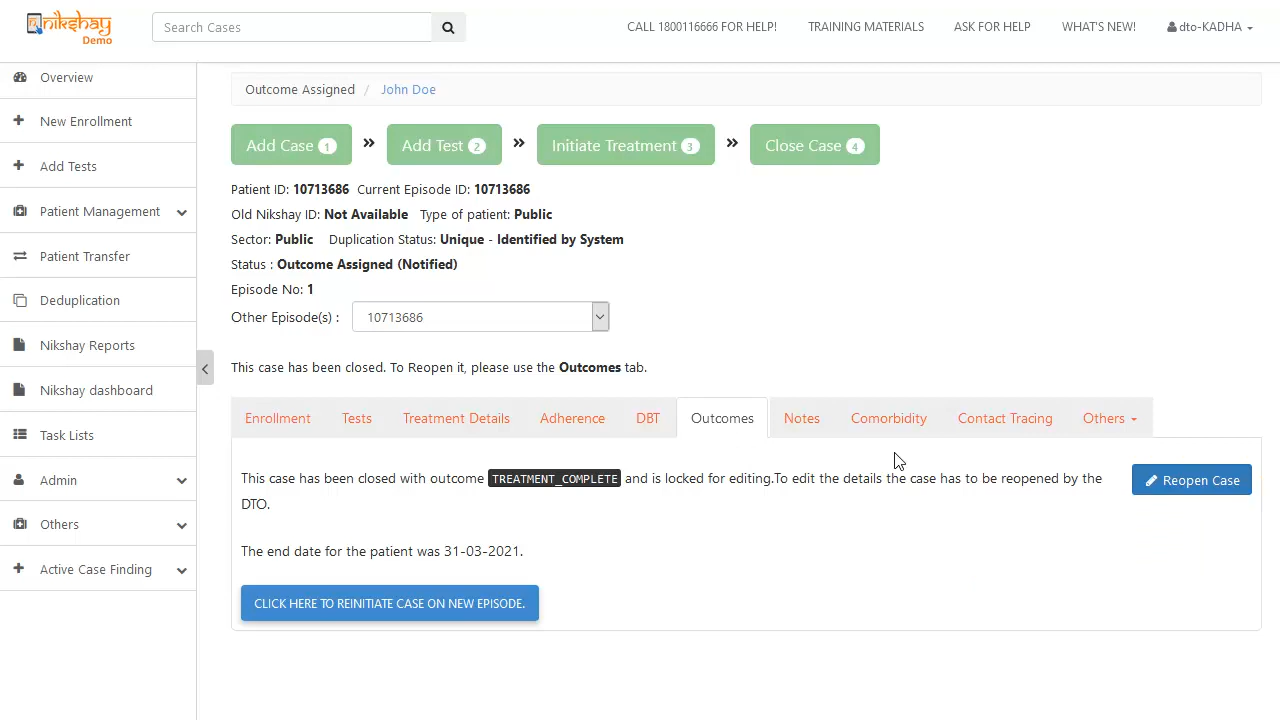 nikshay
Demo
Search Cases
CALL 1800116666 FOR HELP! TRAINING MATERIALS ASK FOR HELP WHAT'S NEW! dto-KADHA
Overview
New Enrollment
Add Tests
Patient Management
Patient Transfer
Deduplication
Nikshay Reports
Nikshay dashboard
Task Lists
Admin
Others
Active Case Finding
Outcome Assigned / John Doe
Add Case 1 » Add Test 2 » Initiate Treatment 3 » Close Case 4
Patient ID: 10713686 Current Episode ID: 10713686
Old Nikshay ID: Not Available Type of patient: Public
Sector: Public Duplication Status: Unique - Identified by System
Status : Outcome Assigned (Notified)
Episode No: 1
Other Episode(s) : 10713686
This case has been closed. To Reopen it, please use the Outcomes tab.
Enrollment Tests Treatment Details Adherence DBT Outcomes Notes Comorbidity Contact Tracing Others
This case has been closed with outcome TREATMENT_COMPLETE and is locked for editing.To edit the details the case has to be reopened by the
DTO.
Reopen Case
The end date for the patient was 31-03-2021.
CLICK HERE TO REINITIATE CASE ON NEW EPISODE.